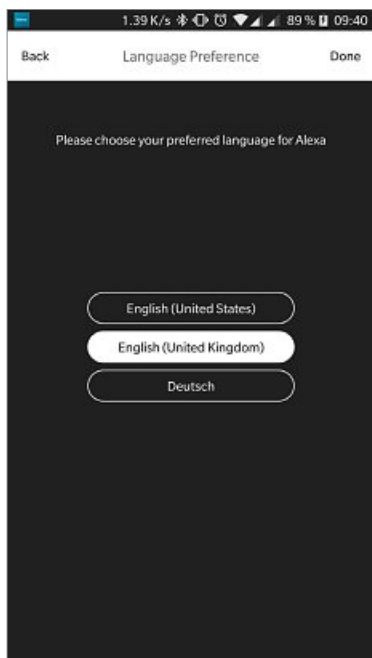 1.39 K/s 89 % 09:40
Back Language Preference Done
Please choose your preferred language for Alexa
English (United States)
English (United Kingdom)
Deutsch